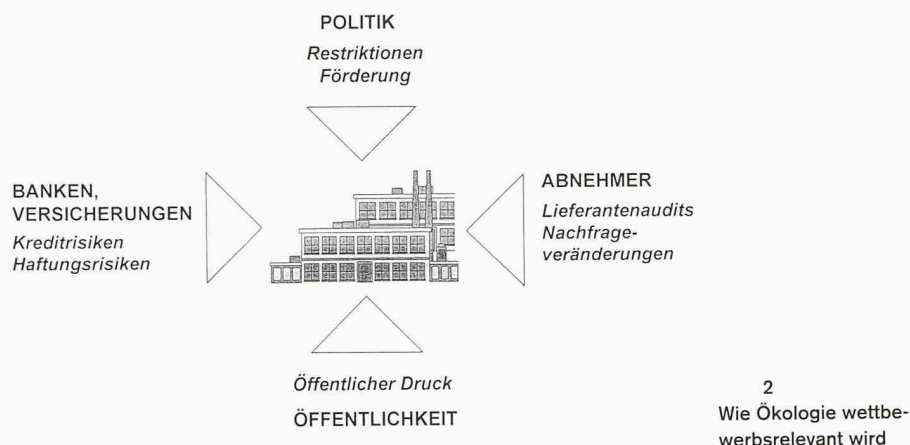 POLITIK
Restriktionen
Förderung
BANKEN,
VERSICHERUNGEN
Kreditrisiken
Haftungsrisiken
ABNEHMER
Lieferantenaudits
Nachfrage-
veränderungen
Öffentlicher Druck
ÖFFENTLICHKEIT
2
Wie Ökologie wettbe-
werbsrelevant wird